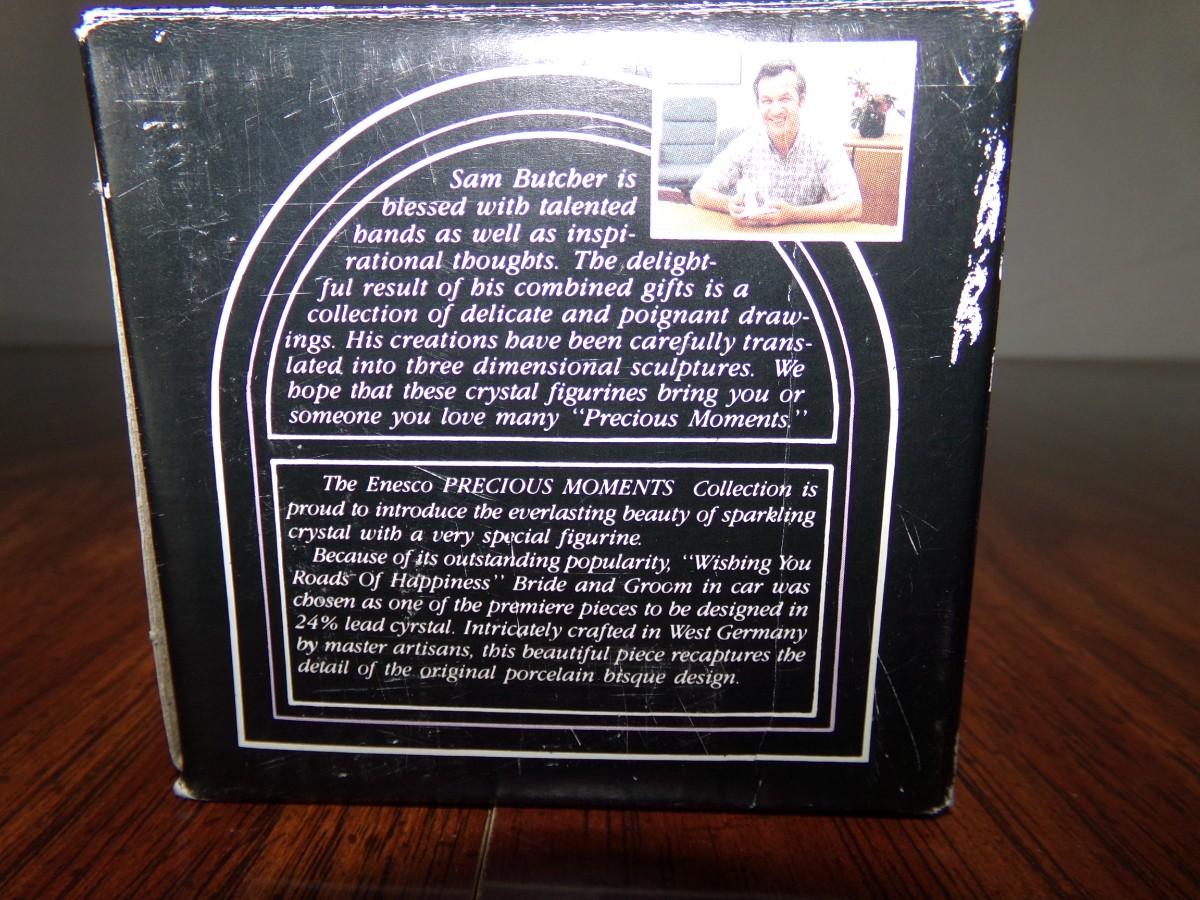 Sam Butcher is
blessed with talented
hands as well as inspi-
rational thoughts. The delight-
ful result of his combined gifts is a
collection of delicate and poignant draw-
ings. His creations have been carefully trans-
lated into three dimensional sculptures. We
hope that these crystal figurines bring you or
someone you love many "Precious Moments."
The Enesco PRECIOUS MOMENTS Collection is
proud to introduce the everlasting beauty of sparkling
crystal with a very special figurine.
Because of its outstanding popularity, "Wishing You
Roads Of Happiness" Bride and Groom in car was
chosen as one of the premiere pieces to be designed in
24% lead cyrstal. Intricately crafted in West Germany
by master artisans, this beautiful piece recaptures the
detail of the original porcelain bisque design.